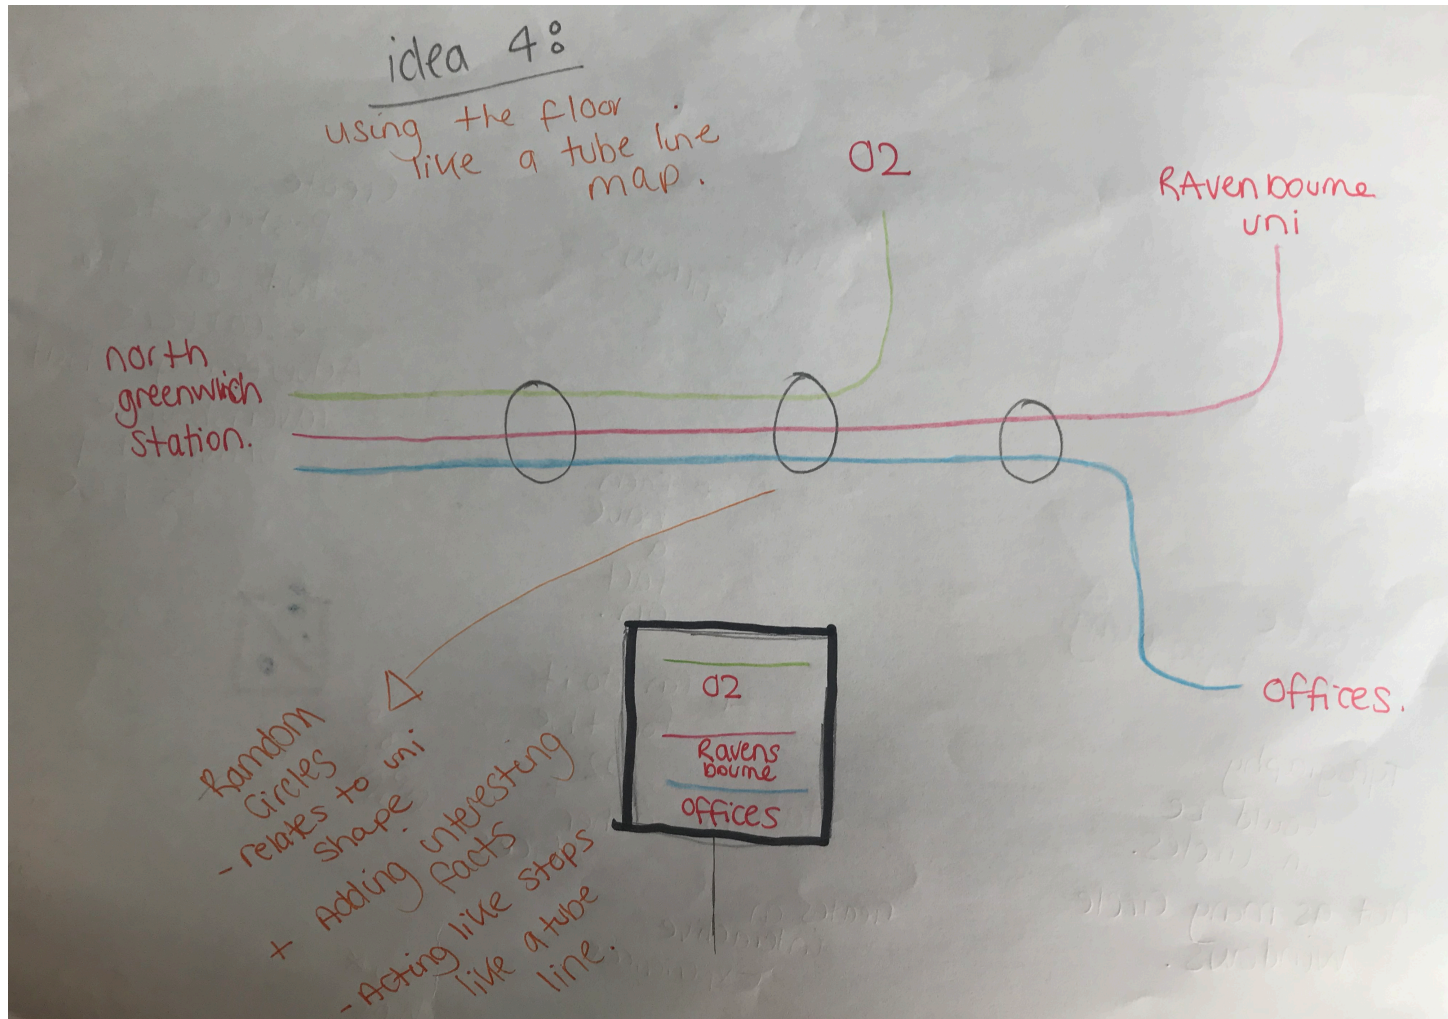 idea 4:
using the floor
like a tube line
map.
O2
RAvenbourne
uni
north
greenwich
station.
offices.
O2
Ravens
bourne
offices
Ramdom
circles
- relates to uni
shape.
+ Adding interesting
facts
- Acting like stops
like a tube
line.